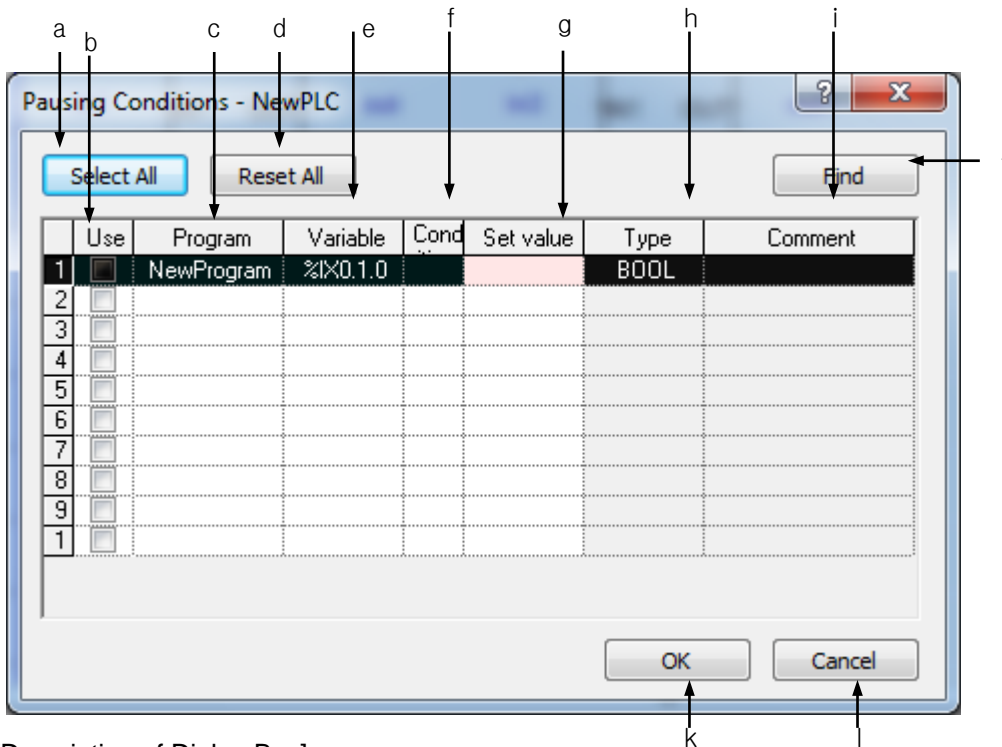 a b c d e f g h i
Pausing Conditions - NewPLC
Select All Reset All Find
Use Program Variable Cond Set value Type Comment
1 NewProgram %IX0.1.0 BOOL
2
3
4
5
6
7
8
9
1
OK Cancel
k